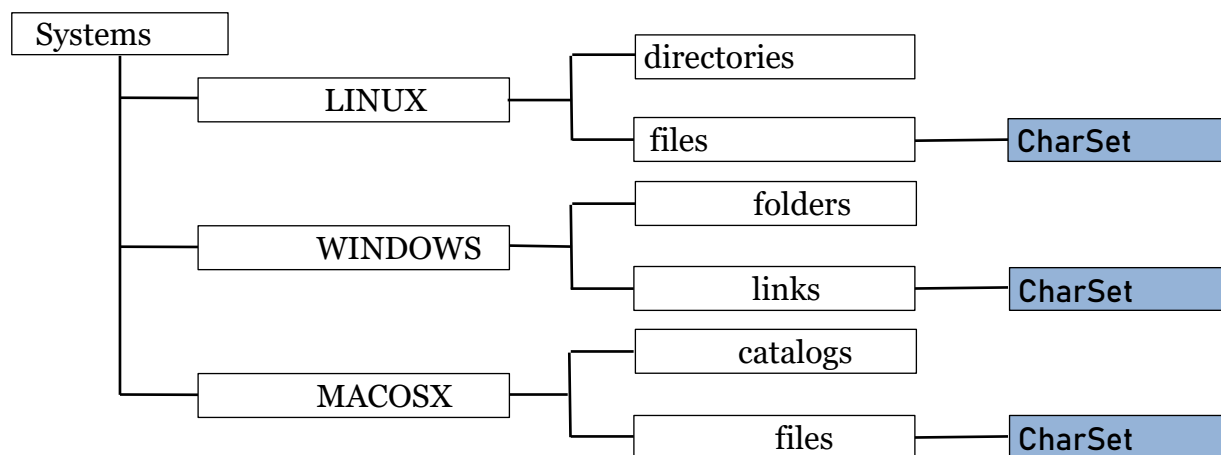 Systems
directories
LINUX
files
CharSet
folders
WINDOWS
links
CharSet
catalogs
MACOSX
files
CharSet